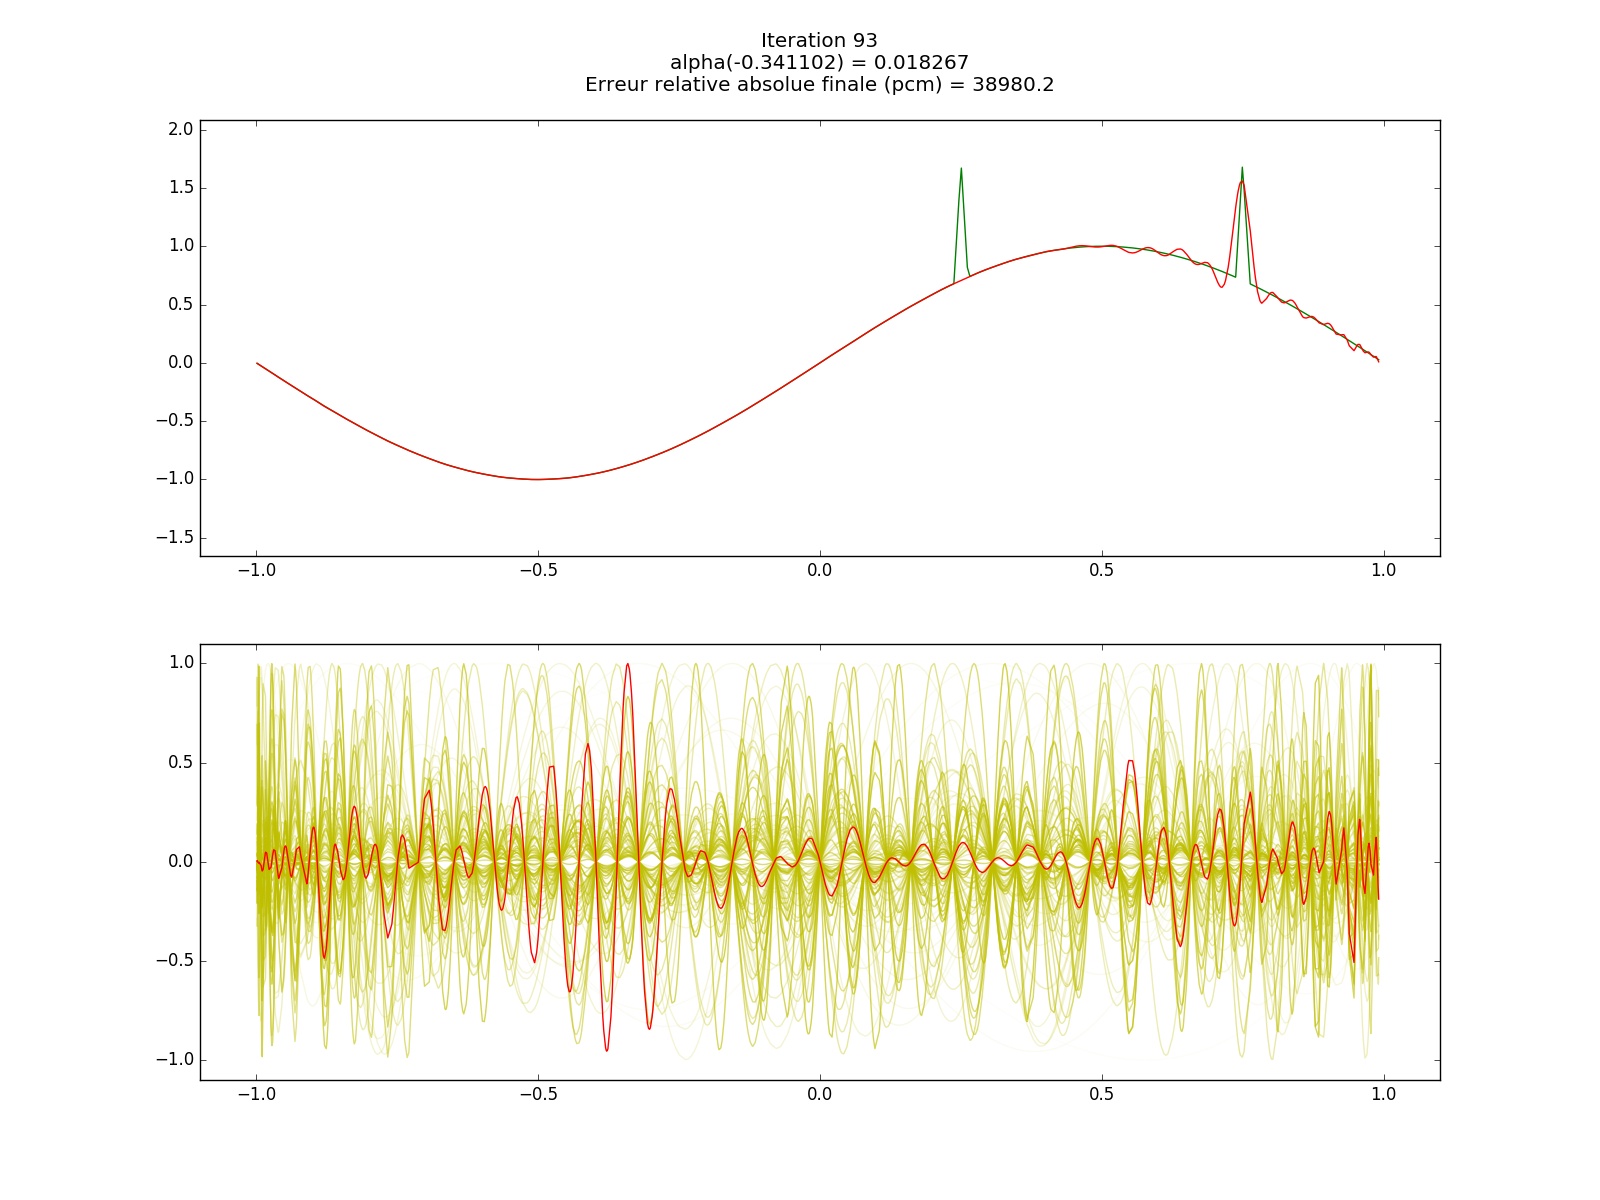 Iteration 93
alpha(-0.341102) = 0.018267
Erreur relative absolue finale (pcm) = 38980.2
2.0
1.5
1.0
0.5
0.0
−0.5
−1.0
−1.5
−1.0 −0.5 0.0 0.5 1.0
1.0
0.5
0.0
−0.5
−1.0
−1.0 −0.5 0.0 0.5 1.0